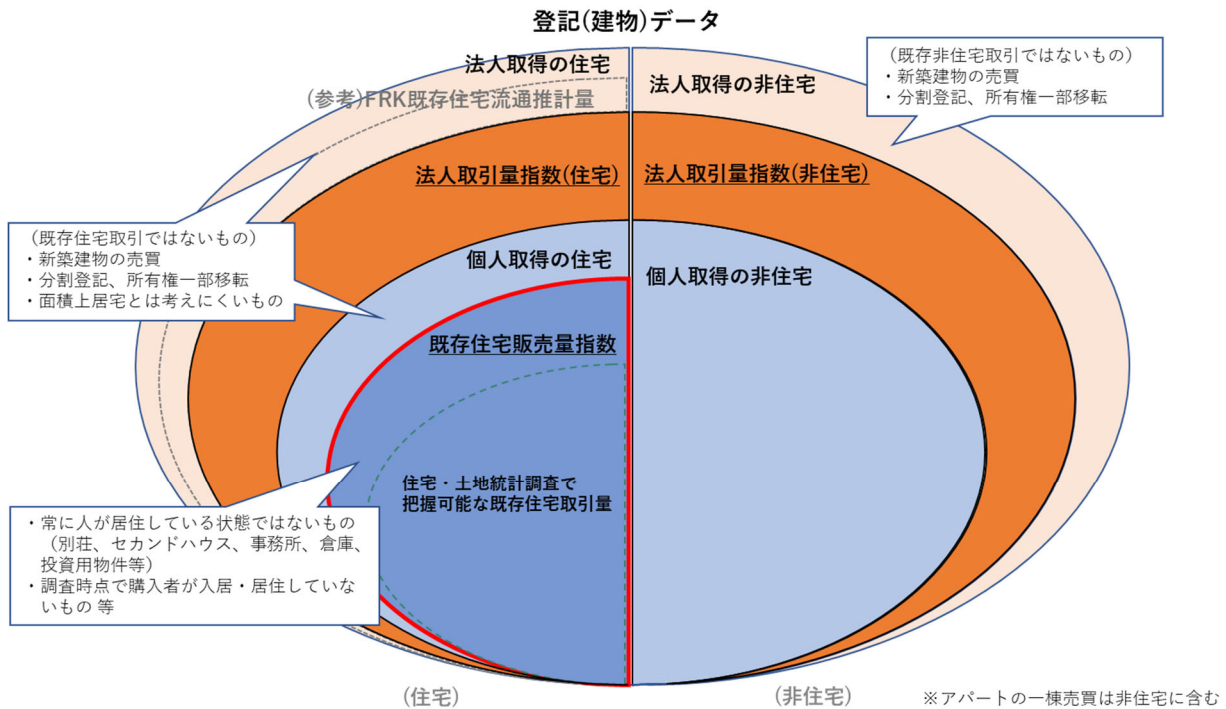 登記(建物)データ
法人取得の住宅
(参考)FRK既存住宅流通推計量
法人取得の非住宅
(既存非住宅取引ではないもの)
・新築建物の売買
・分割登記、所有権一部移転
法人取引量指数(住宅)
法人取引量指数(非住宅)
(既存住宅取引ではないもの)
・新築建物の売買
・分割登記、所有権一部移転
・面積上居宅とは考えにくいもの
個人取得の住宅
個人取得の非住宅
既存住宅販売量指数
住宅・土地統計調査で
把握可能な既存住宅取引量
・常に人が居住している状態ではないもの
(別荘、セカンドハウス、事務所、倉庫、
投資用物件等)
・調査時点で購入者が入居・居住していな
いもの 等
(住宅)
(非住宅)
※アパートの一棟売買は非住宅に含む